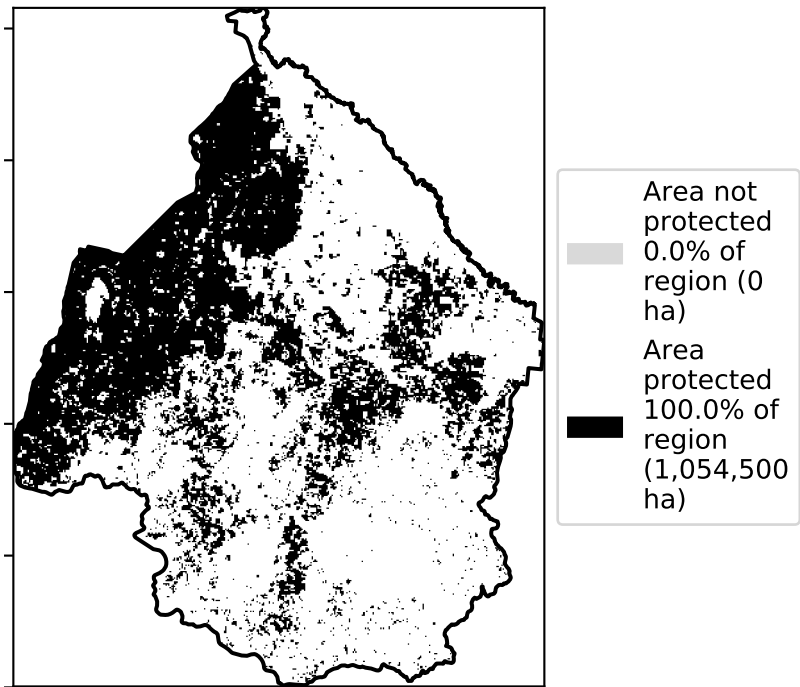 Area not
protected
0.0% of
region (0
ha)
Area
protected
100.0% of
region
(1,054,500
ha)